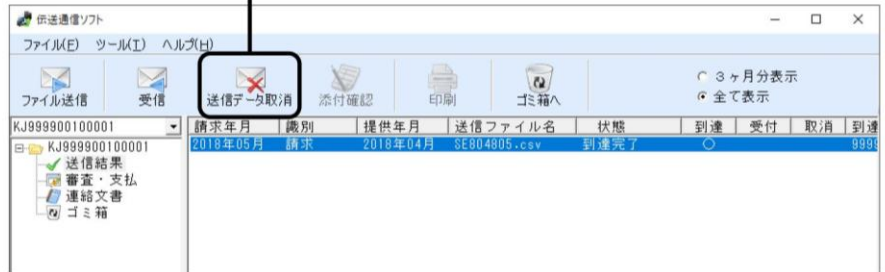 伝送通信ソフト
ファイル(F) ツール(T) ヘルプ(H)
ファイル送信 受信 送信データ取消 添付確認 印刷 ゴミ箱へ
３ヶ月分表示
全て表示
KJ999900100001
請求年月 識別 提供年月 送信ファイル名 状態 到達 受付 取消 到達
2018年05月 請求 2018年04月 SE804805.csv 到達完了 ○ 9999
KJ999900100001
送信結果
審査・支払
連絡文書
ゴミ箱